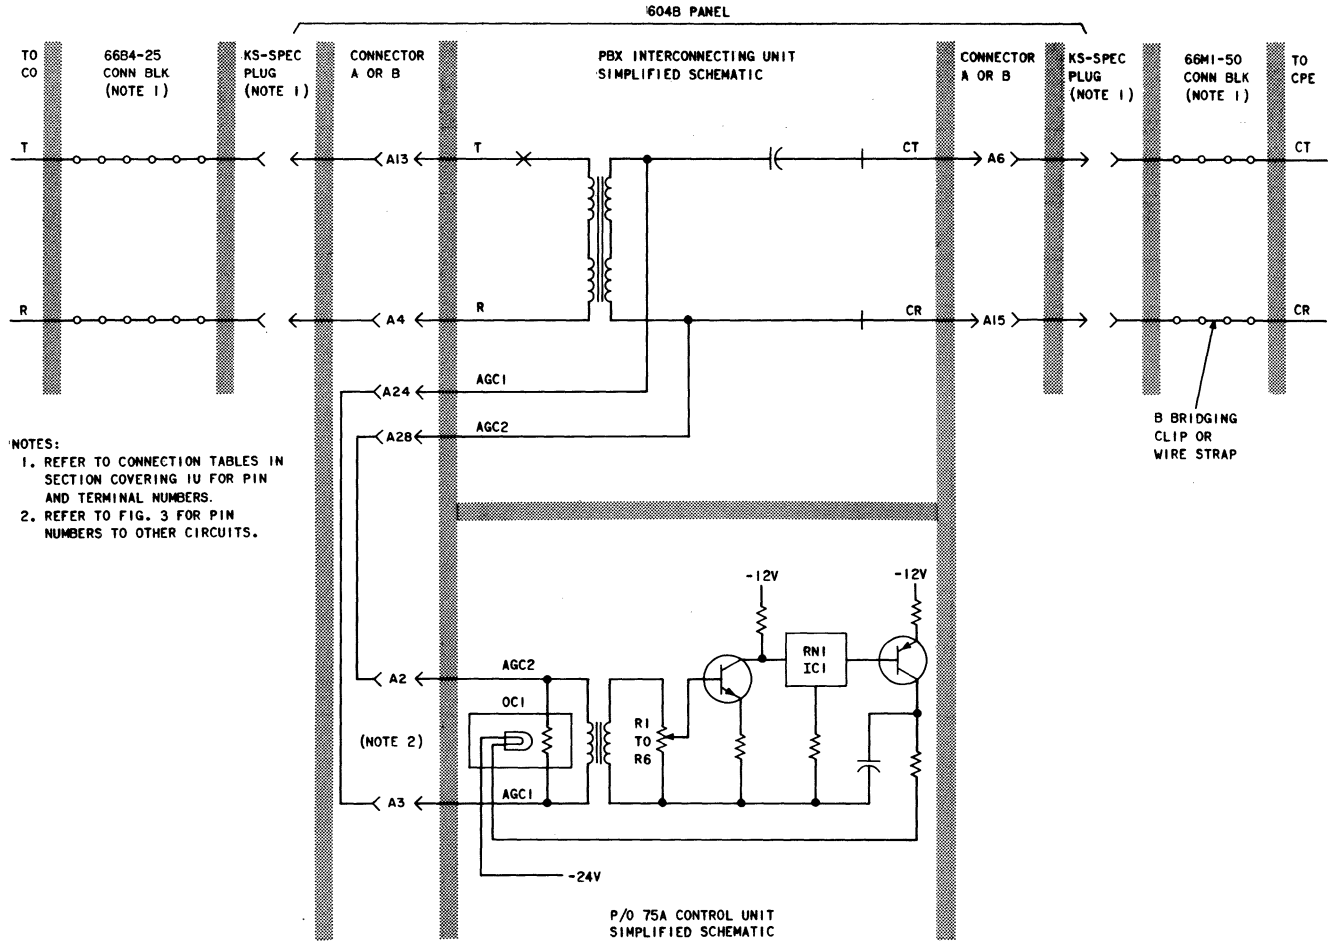 604B PANEL
TO CO
66B4-25 CONN BLK (NOTE 1)
KS-SPEC PLUG (NOTE 1)
CONNECTOR A OR B
PBX INTERCONNECTING UNIT
SIMPLIFIED SCHEMATIC
CONNECTOR A OR B
KS-SPEC PLUG (NOTE 1)
66M1-50 CONN BLK (NOTE 1)
TO CPE
T
A13
T
CT
A6
CT
R
A4
R
CR
A15
CR
A24
AGC1
A28
AGC2
B BRIDGING
CLIP OR
WIRE STRAP
NOTES:
1. REFER TO CONNECTION TABLES IN
SECTION COVERING IU FOR PIN
AND TERMINAL NUMBERS.
2. REFER TO FIG. 3 FOR PIN
NUMBERS TO OTHER CIRCUITS.
-12V
-12V
RN1
IC1
A2
AGC2
OC1
(NOTE 2)
R1
TO
R6
A3
AGC1
-24V
P/O 75A CONTROL UNIT
SIMPLIFIED SCHEMATIC